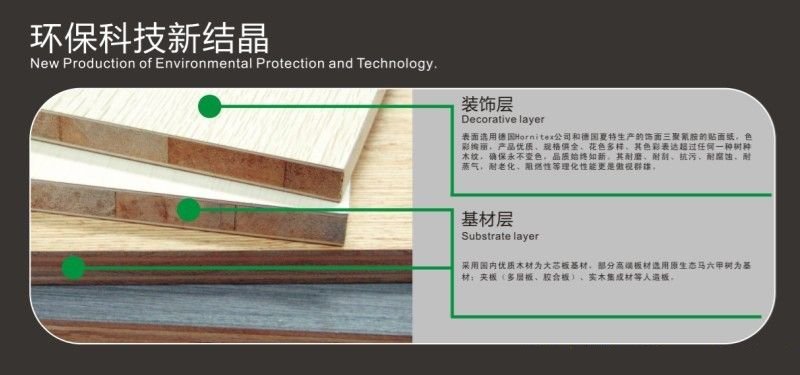 环保科技新结晶
New Production of Environmental Protection and Technology.
装饰层
Decorative layer
表面选用德国Hornitex公司和德国夏特生产的饰面三聚氰胺的贴面纸，色
彩绚丽，产品优质、规格俱全、花色多样，其色彩表达超过任何一种树种
木纹，确保永不变色，品质始终如新。其耐磨、耐刮、抗污、耐腐蚀、耐
蒸气，耐老化、阻燃性等理化性能更是傲视群雄。
基材层
Substrate layer
采用国内优质木材为大芯板基材，部分高端板材选用原生态马六甲树为基
材；夹板（多层板、胶合板）、实木集成材等人造板。